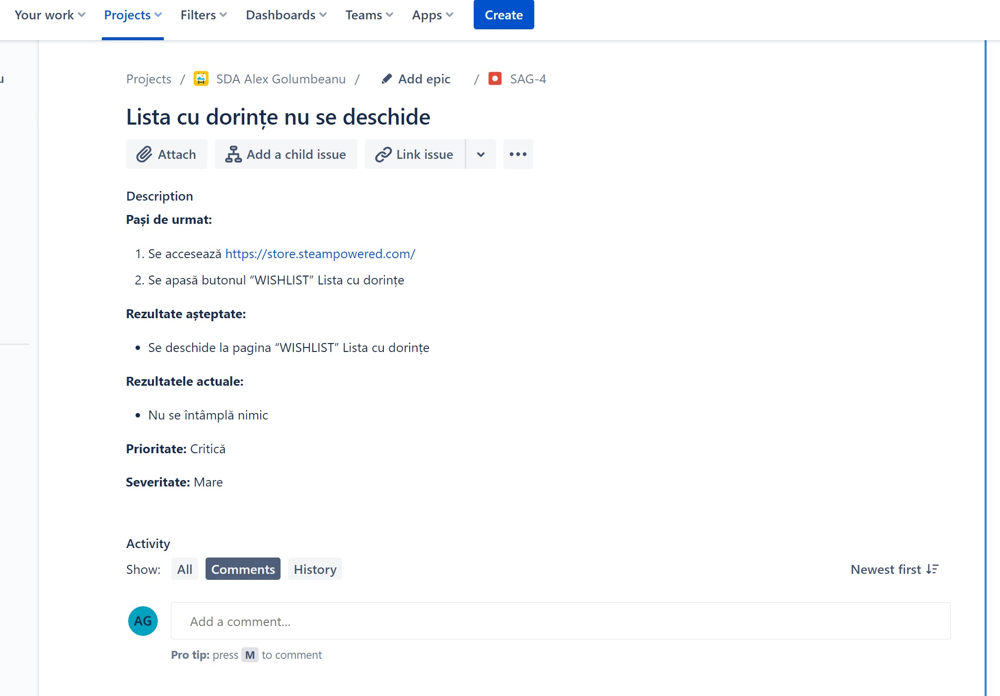 Your work Projects Filters Dashboards Teams Apps Create
Projects / SDA Alex Golumbeanu / Add epic / SAG-4
Lista cu dorințe nu se deschide
Attach Add a child issue Link issue
Description
Pași de urmat:
1. Se accesează https://store.steampowered.com/
2. Se apasă butonul “WISHLIST” Lista cu dorințe
Rezultate așteptate:
• Se deschide la pagina “WISHLIST” Lista cu dorințe
Rezultatele actuale:
• Nu se întâmplă nimic
Prioritate: Critică
Severitate: Mare
Activity
Show: All Comments History Newest first
AG Add a comment...
Pro tip: press M to comment